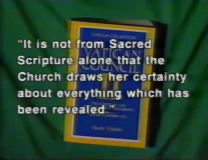 "It is not from Sacred
Scripture alone that the
Church draws her certainty
about everything which has
been revealed."
VATICAN
COUNCIL
II